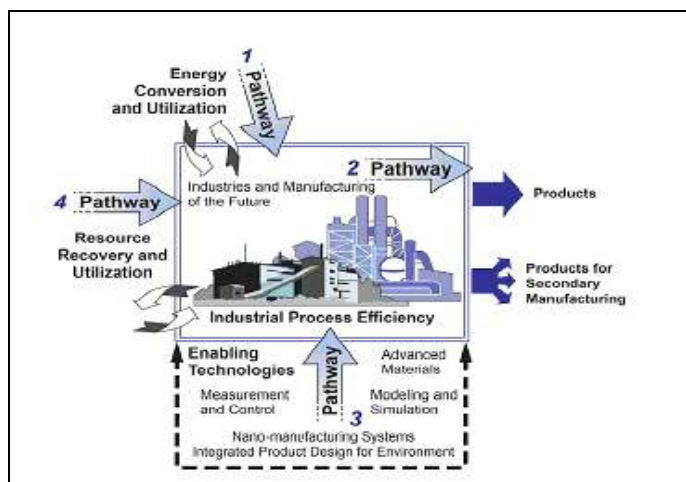 1
Pathway
Energy
Conversion
and Utilization
2
Pathway
Industries and Manufacturing
of the Future
4
Pathway
Products
Resource
Recovery and
Utilization
Products for
Secondary
Manufacturing
Industrial Process Efficiency
Enabling
Technologies
Pathway
3
Advanced
Materials
Measurement
and Control
Modeling and
Simulation
Nano-manufacturing Systems
Integrated Product Design for Environment